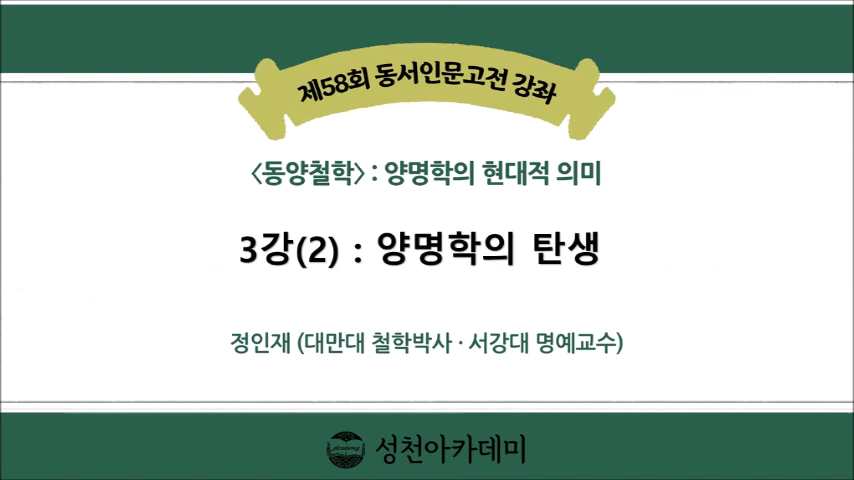 제58회 동서인문고전 강좌
〈동양철학〉 : 양명학의 현대적 의미
3강(2) : 양명학의 탄생
정인재 (대만대 철학박사 · 서강대 명예교수)
academy
성천아카데미